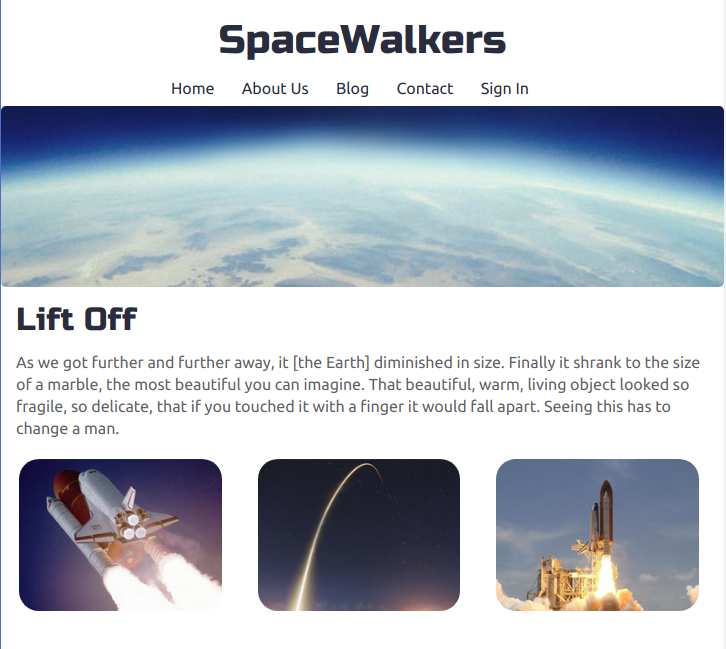 SpaceWalkers
Home About Us Blog Contact Sign In
Lift Off
As we got further and further away, it [the Earth] diminished in size. Finally it shrank to the size
of a marble, the most beautiful you can imagine. That beautiful, warm, living object looked so
fragile, so delicate, that if you touched it with a finger it would fall apart. Seeing this has to
change a man.